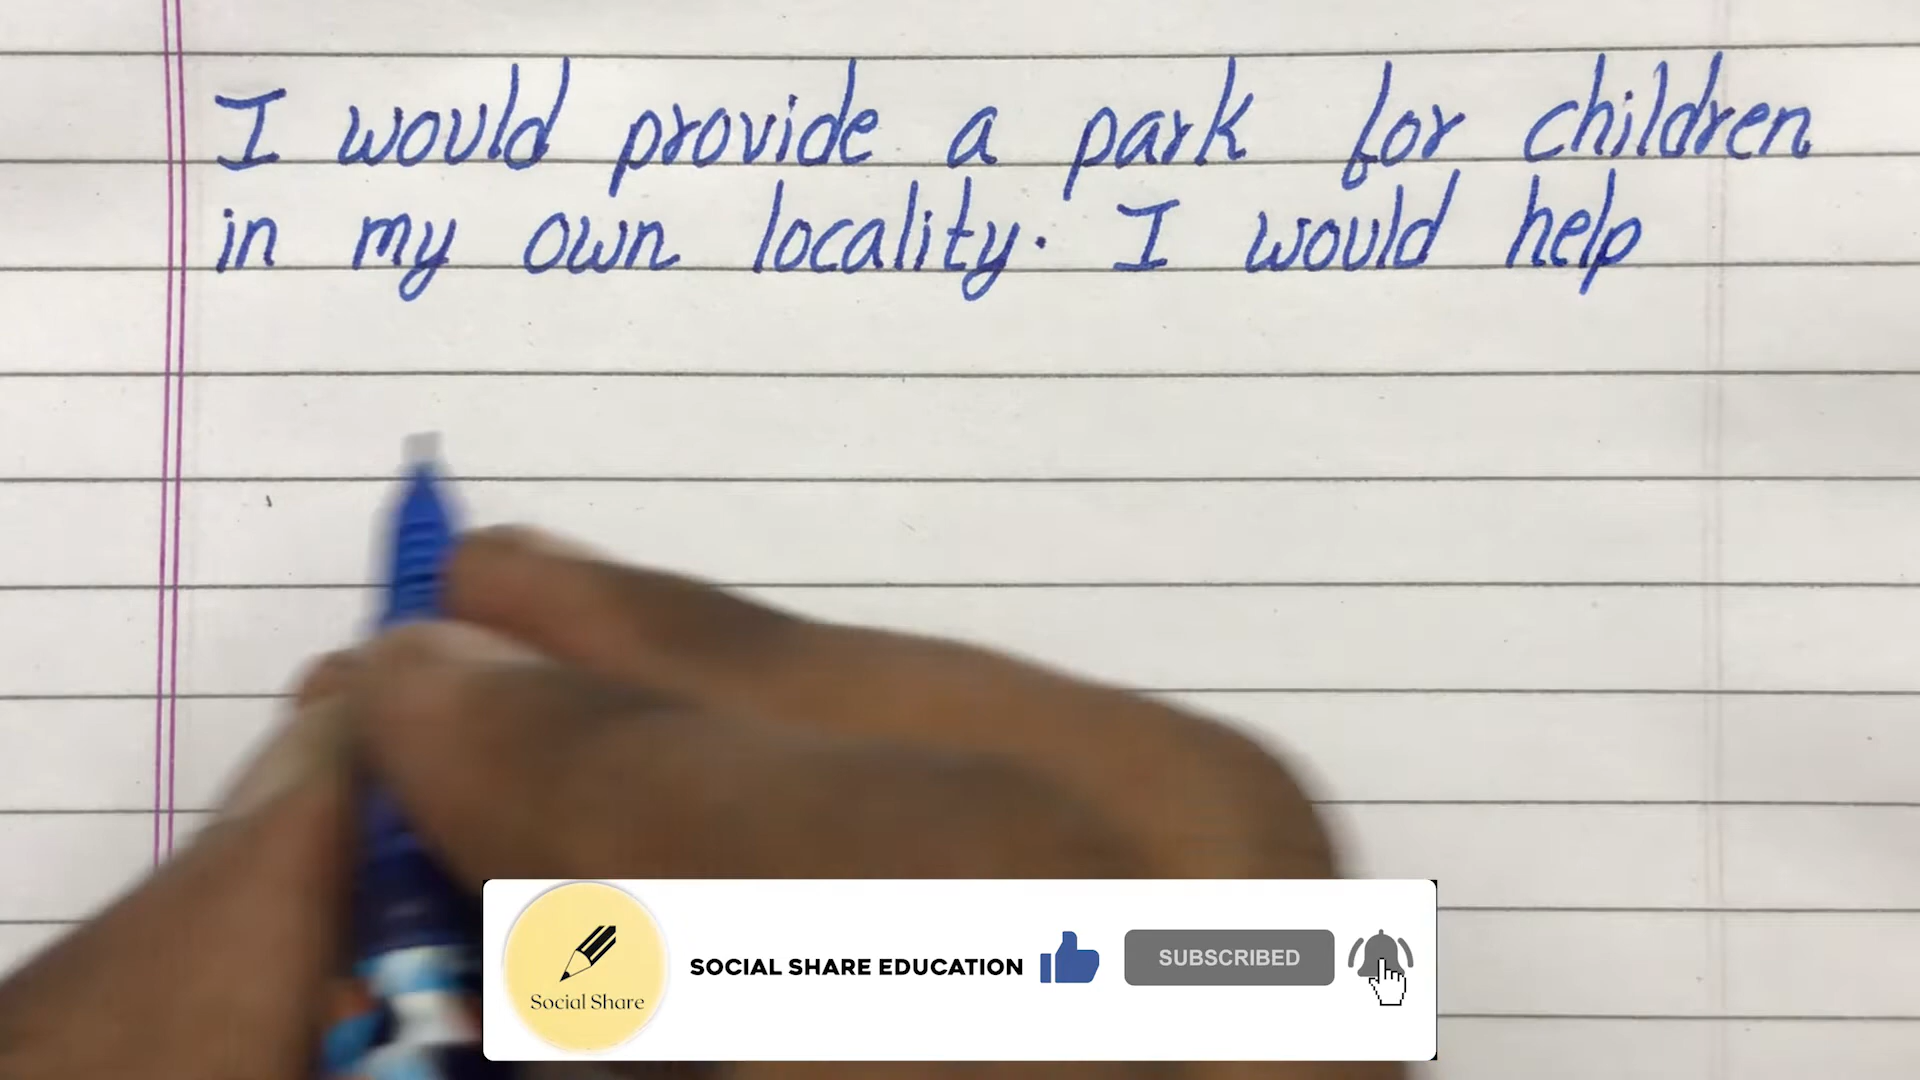 I would provide a park for children
in my own locality. I would help
SOCIAL SHARE EDUCATION
SUBSCRIBED
Social Share